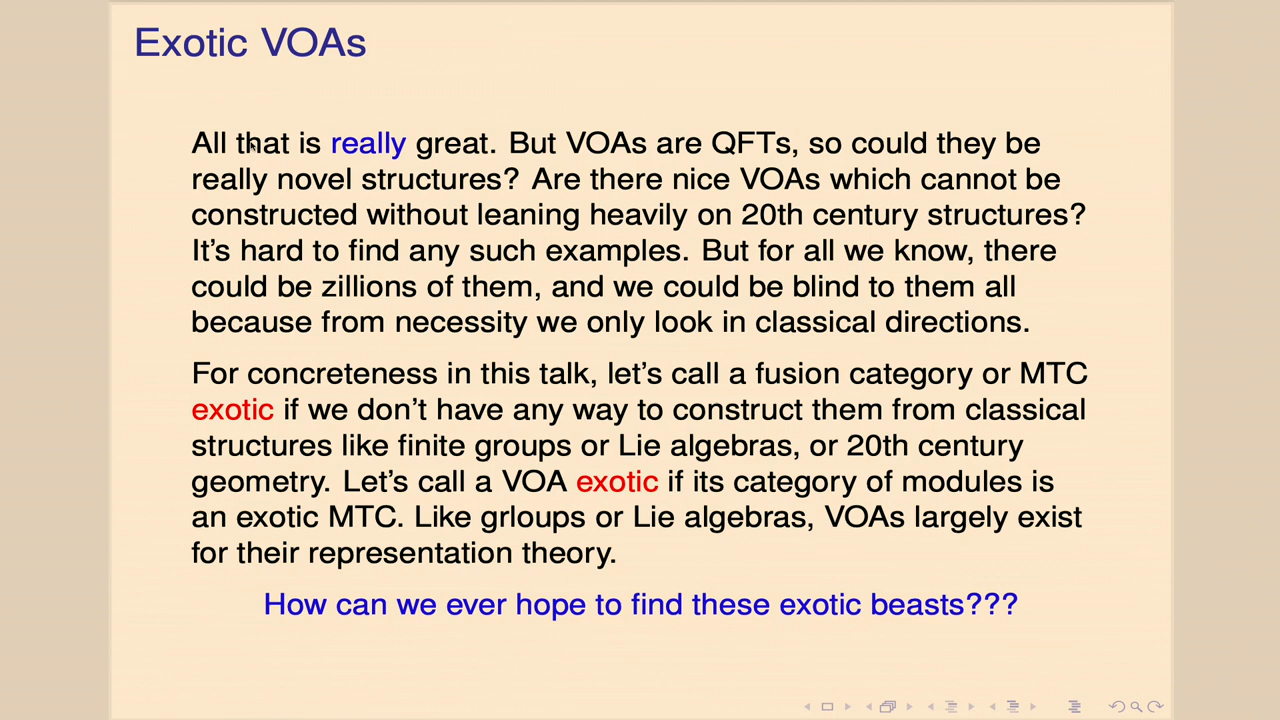 Exotic VOAs
All that is really great. But VOAs are QFTs, so could they be
really novel structures? Are there nice VOAs which cannot be
constructed without leaning heavily on 20th century structures?
It's hard to find any such examples. But for all we know, there
could be zillions of them, and we could be blind to them all
because from necessity we only look in classical directions.
For concreteness in this talk, let's call a fusion category or MTC
exotic if we don't have any way to construct them from classical
structures like finite groups or Lie algebras, or 20th century
geometry. Let's call a VOA exotic if its category of modules is
an exotic MTC. Like grloups or Lie algebras, VOAs largely exist
for their representation theory.
How can we ever hope to find these exotic beasts???